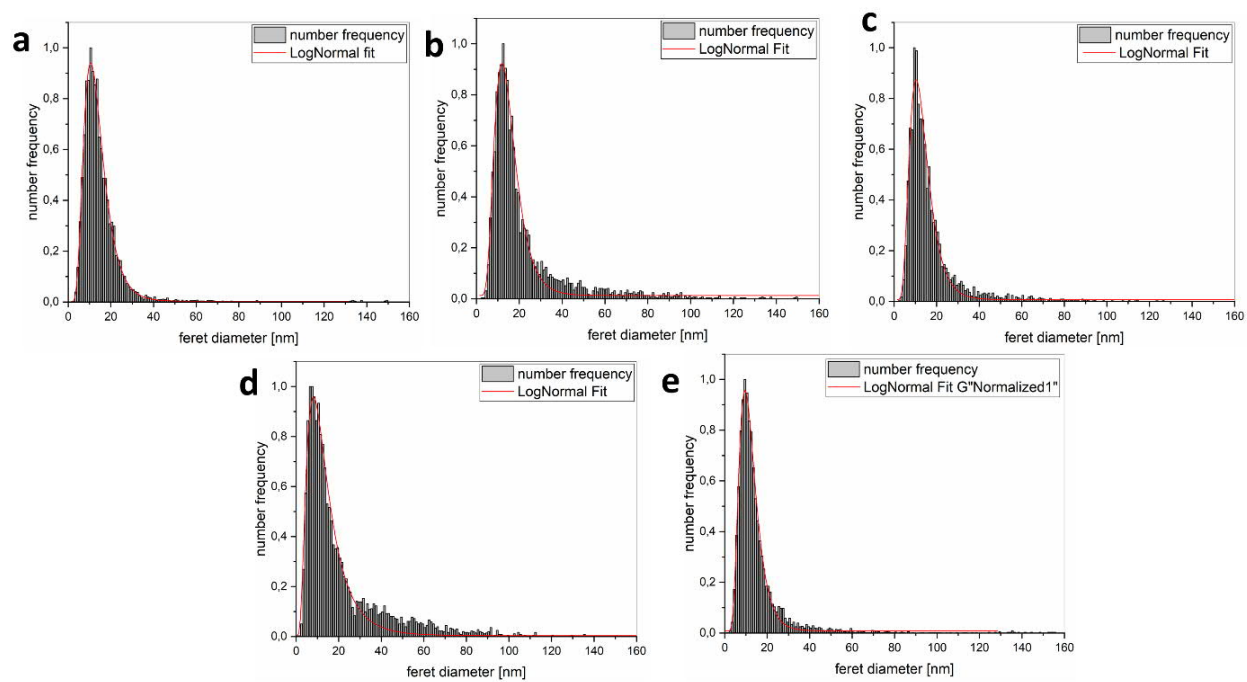 a
number frequency
LogNormal fit
1,0
0,8
0,6
0,4
0,2
0,0
number frequency
0 20 40 60 80 100 120 140 160
feret diameter [nm]
b
number frequency
LogNormal Fit
1,0
0,8
0,6
0,4
0,2
0,0
number frequency
0 20 40 60 80 100 120 140 160
feret diameter [nm]
c
number frequency
LogNormal Fit
1,0
0,8
0,6
0,4
0,2
0,0
number frequency
0 20 40 60 80 100 120 140 160
feret diameter [nm]
d
number frequency
LogNormal Fit
1,0
0,8
0,6
0,4
0,2
0,0
number frequency
0 20 40 60 80 100 120 140 160
feret diameter [nm]
e
number frequency
LogNormal Fit G"Normalized1"
1,0
0,8
0,6
0,4
0,2
0,0
number frequency
0 20 40 60 80 100 120 140 160
feret diameter [nm]